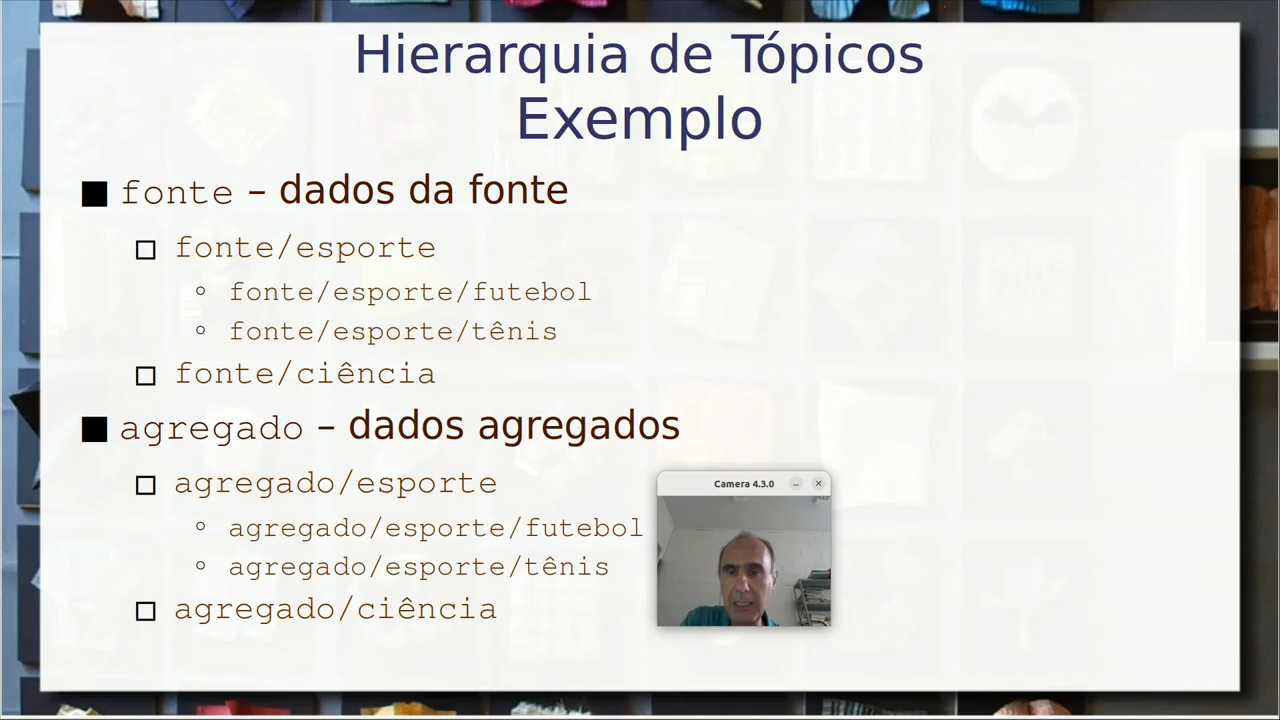 Hierarquia de Tópicos
Exemplo
fonte – dados da fonte
fonte/esporte
fonte/esporte/futebol
fonte/esporte/tênis
fonte/ciência
agregado – dados agregados
agregado/esporte
Camera 4.3.0
agregado/esporte/futebol
agregado/esporte/tênis
agregado/ciência